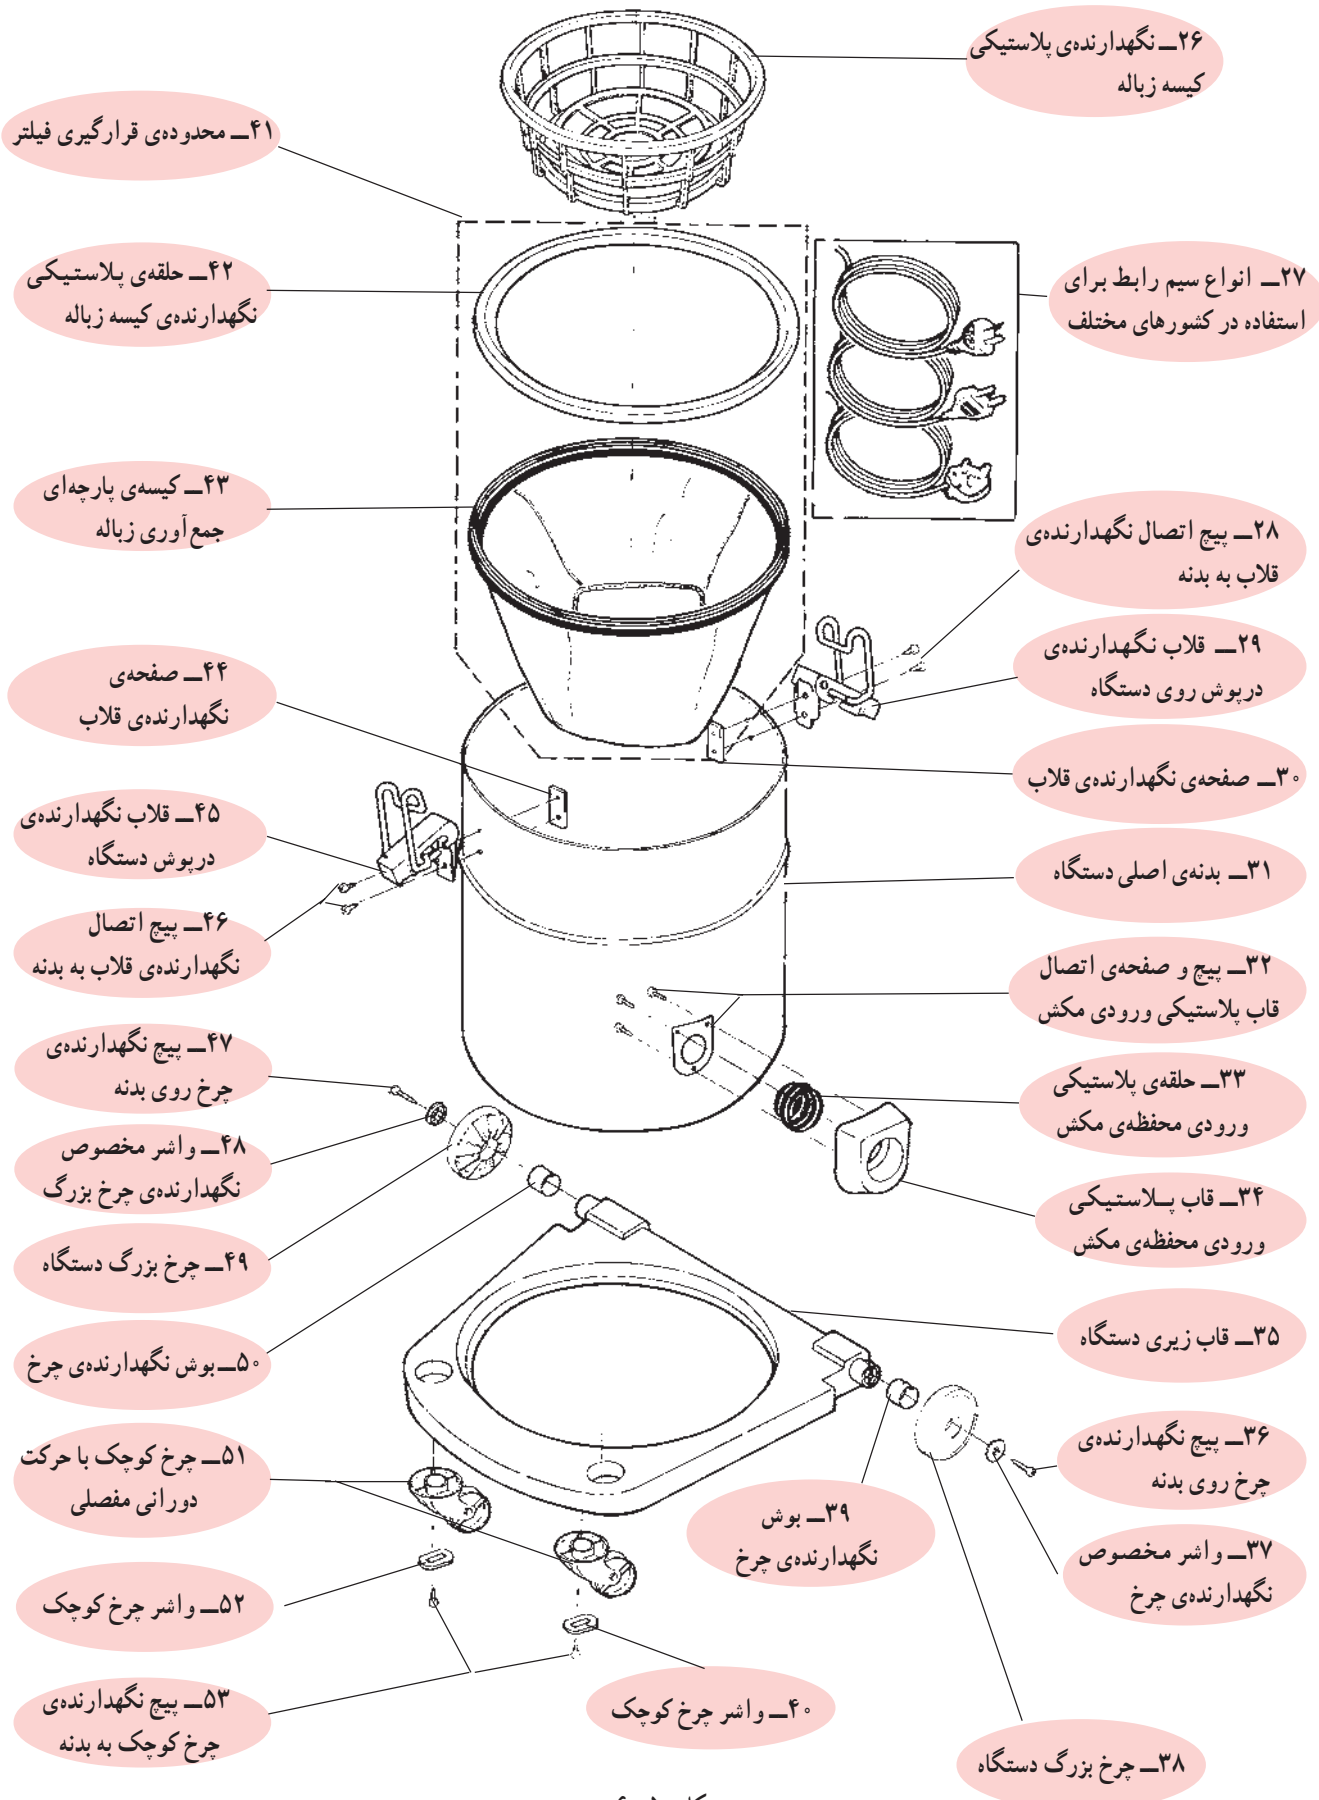 ۲۶ــ نگهدارنده‌ی پلاستیکی
کیسه زباله
۴۱ــ محدوده‌ی قرارگیری فیلتر
۴۲ــ حلقه‌ی پلاستیکی
نگهدارنده‌ی کیسه زباله
۲۷ــ انواع سیم رابط برای
استفاده در کشورهای مختلف
۴۳ــ کیسه‌ی پارچه‌ای
جمع‌آوری زباله
۲۸ــ پیچ اتصال نگهدارنده‌ی
قلاب به بدنه
۲۹ــ قلاب نگهدارنده‌ی
درپوش روی دستگاه
۴۴ــ صفحه‌ی
نگهدارنده‌ی قلاب
۳۰ــ صفحه‌ی نگهدارنده‌ی قلاب
۴۵ــ قلاب نگهدارنده‌ی
درپوش دستگاه
۳۱ــ بدنه‌ی اصلی دستگاه
۴۶ــ پیچ اتصال
نگهدارنده‌ی قلاب به بدنه
۳۲ــ پیچ و صفحه‌ی اتصال
قاب پلاستیکی ورودی مکش
۴۷ــ پیچ نگهدارنده‌ی
چرخ روی بدنه
۳۳ــ حلقه‌ی پلاستیکی
ورودی محفظه‌ی مکش
۴۸ــ واشر مخصوص
نگهدارنده‌ی چرخ بزرگ
۳۴ــ قاب پلاستیکی
ورودی محفظه‌ی مکش
۴۹ــ چرخ بزرگ دستگاه
۳۵ــ قاب زیری دستگاه
۵۰ــ بوش نگهدارنده‌ی چرخ
۳۶ــ پیچ نگهدارنده‌ی
چرخ روی بدنه
۵۱ــ چرخ کوچک با حرکت
دورانی مفصلی
۳۹ــ بوش
نگهدارنده‌ی چرخ
۳۷ــ واشر مخصوص
نگهدارنده‌ی چرخ
۵۲ــ واشر چرخ کوچک
۵۳ــ پیچ نگهدارنده‌ی
چرخ کوچک به بدنه
۴۰ــ واشر چرخ کوچک
۳۸ــ چرخ بزرگ دستگاه